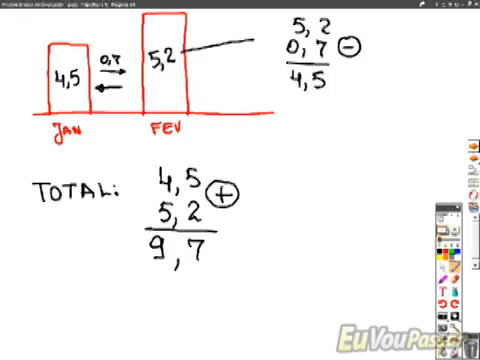 5,2
0,7 −
4,5
0,7
4,5
5,2
JAN
FEV
TOTAL:
4,5
+
5,2
9,7
EuVouPassar